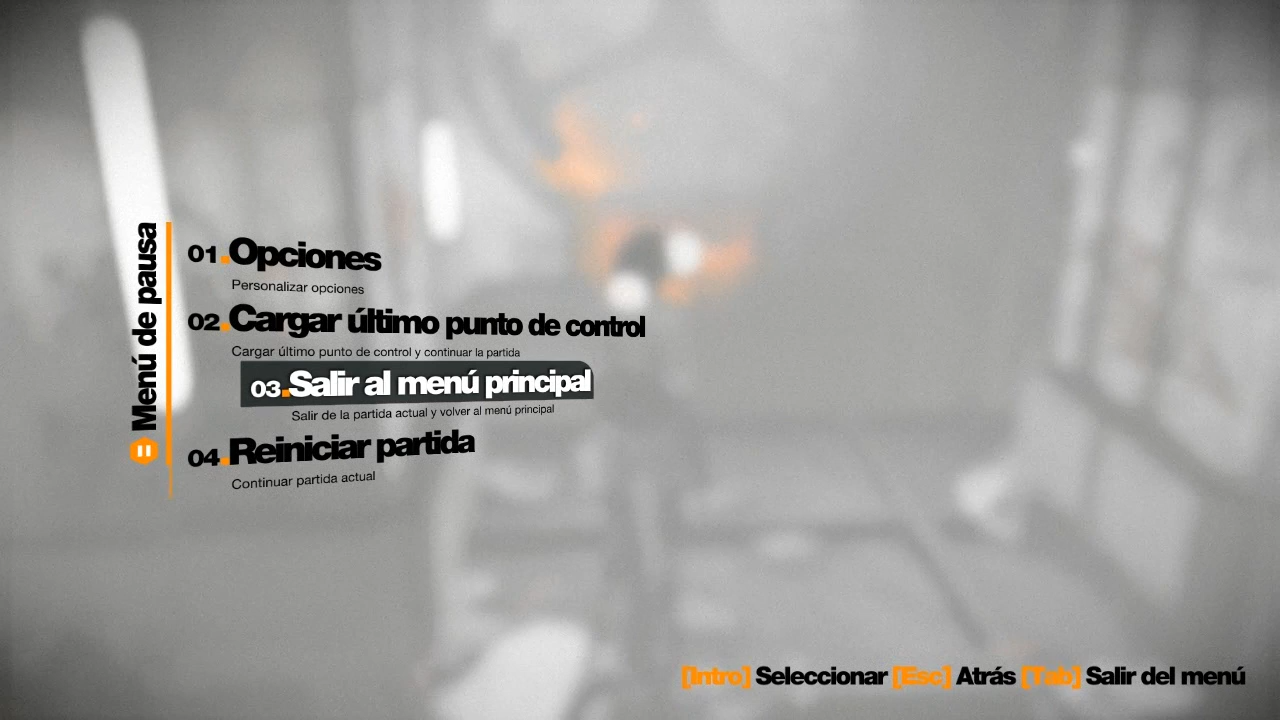 Menú de pausa
01.Opciones
Personalizar opciones
02.Cargar último punto de control
Cargar último punto de control y continuar la partida
03.Salir al menú principal
Salir de la partida actual y volver al menú principal
04.Reiniciar partida
Continuar partida actual
[Intro] Seleccionar [Esc] Atrás [Tab] Salir del menú